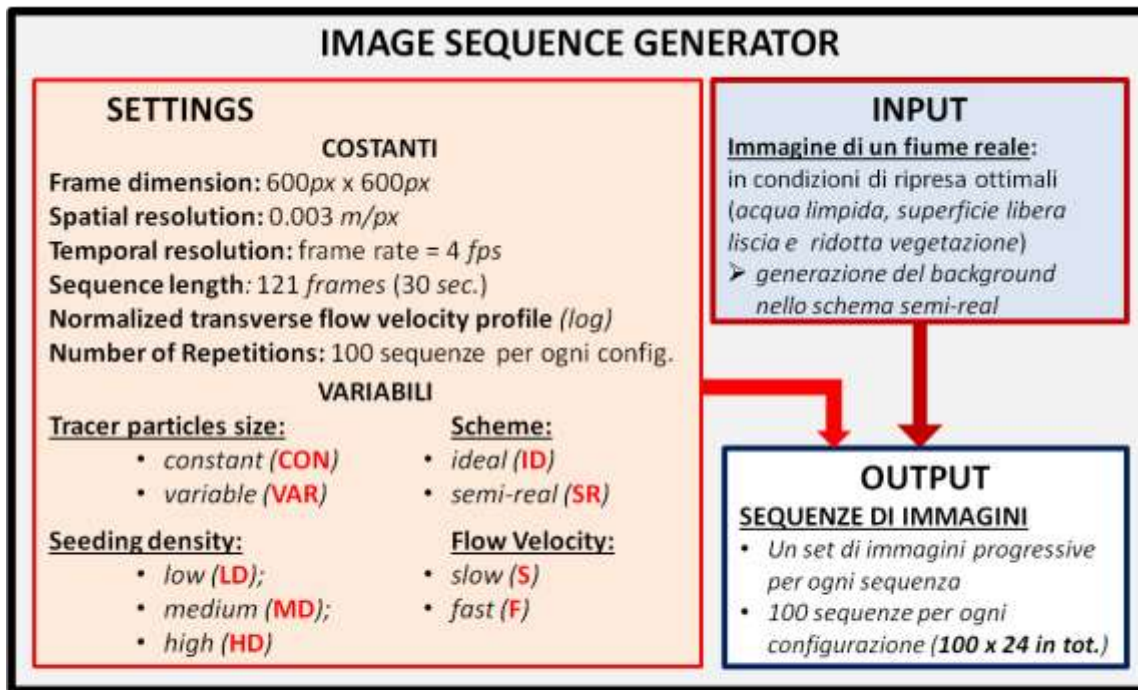 IMAGE SEQUENCE GENERATOR
SETTINGS
COSTANTI
Frame dimension: 600px x 600px
Spatial resolution: 0.003 m/px
Temporal resolution: frame rate = 4 fps
Sequence length: 121 frames (30 sec.)
Normalized transverse flow velocity profile (log)
Number of Repetitions: 100 sequenze per ogni config.
VARIABILI
Tracer particles size:
• constant (CON)
• variable (VAR)
Scheme:
• ideal (ID)
• semi-real (SR)
Seeding density:
• low (LD);
• medium (MD);
• high (HD)
Flow Velocity:
• slow (S)
• fast (F)
INPUT
Immagine di un fiume reale:
in condizioni di ripresa ottimali
(acqua limpida, superficie libera
liscia e ridotta vegetazione)
➢ generazione del background
nello schema semi-real
OUTPUT
SEQUENZE DI IMMAGINI
• Un set di immagini progressive
per ogni sequenza
• 100 sequenze per ogni
configurazione (100 x 24 in tot.)